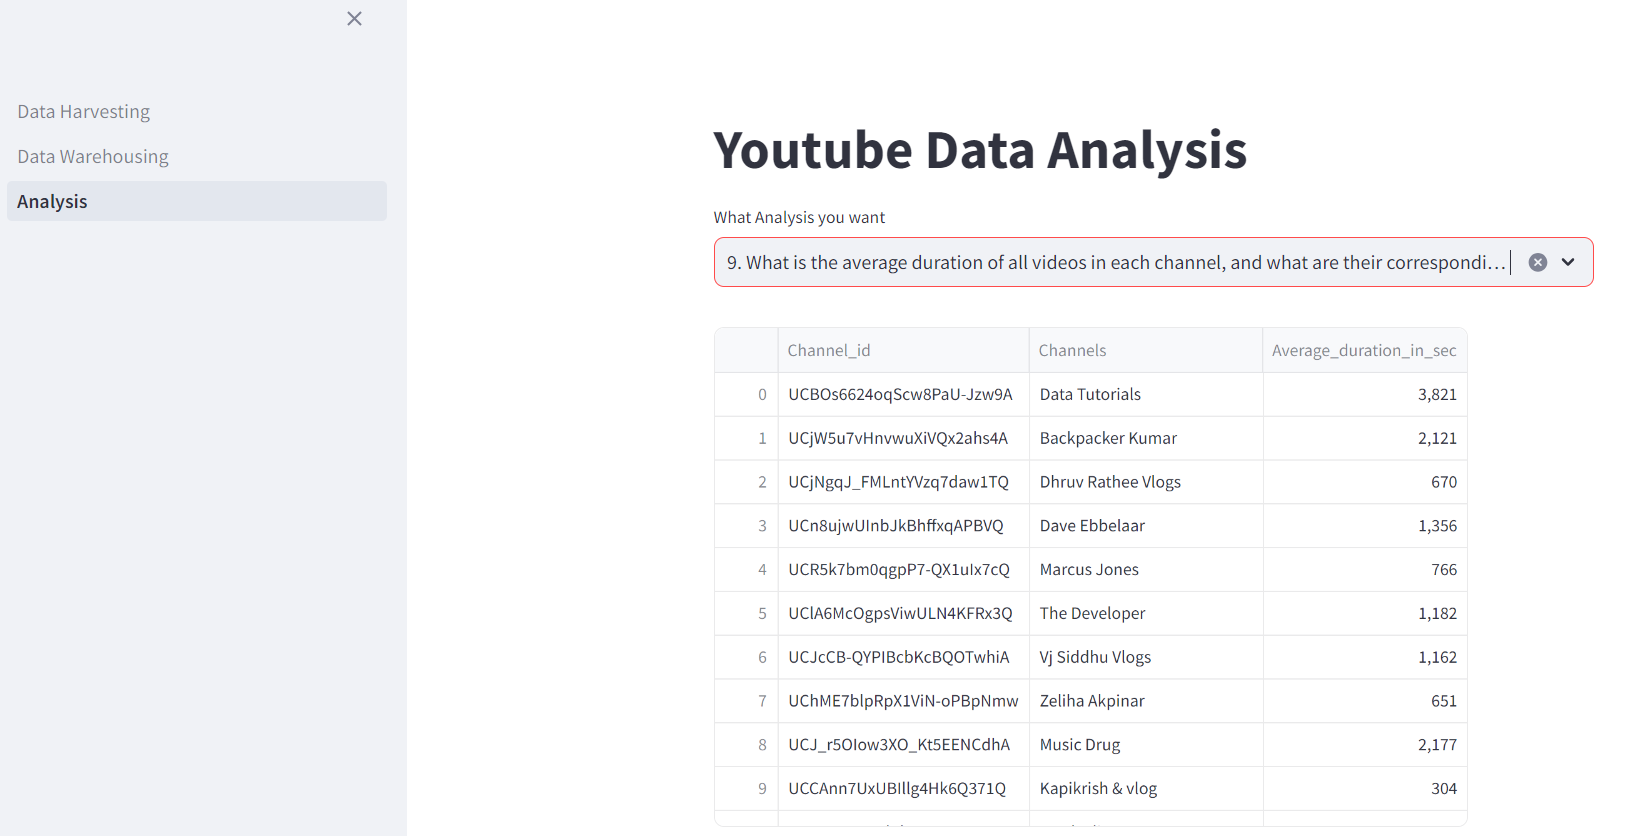 Data Harvesting
Data Warehousing
Analysis
Youtube Data Analysis
What Analysis you want
9. What is the average duration of all videos in each channel, and what are their correspondi…
Channel_id Channels Average_duration_in_sec
0 UCBOs6624oqScw8PaU-Jzw9A Data Tutorials 3,821
1 UCjW5u7vHnvwuXiVQx2ahs4A Backpacker Kumar 2,121
2 UCjNgqJ_FMLntYVzq7daw1TQ Dhruv Rathee Vlogs 670
3 UCn8ujwUInbJkBhffxqAPBVQ Dave Ebbelaar 1,356
4 UCR5k7bm0qgpP7-QX1uIx7cQ Marcus Jones 766
5 UClA6McOgpsViwULN4KFRx3Q The Developer 1,182
6 UCJcCB-QYPIBcbKcBQOTwhiA Vj Siddhu Vlogs 1,162
7 UChME7blpRpX1ViN-oPBpNmw Zeliha Akpinar 651
8 UCJ_r5OIow3XO_Kt5EENCdhA Music Drug 2,177
9 UCCAnn7UxUBIllg4Hk6Q371Q Kapikrish & vlog 304